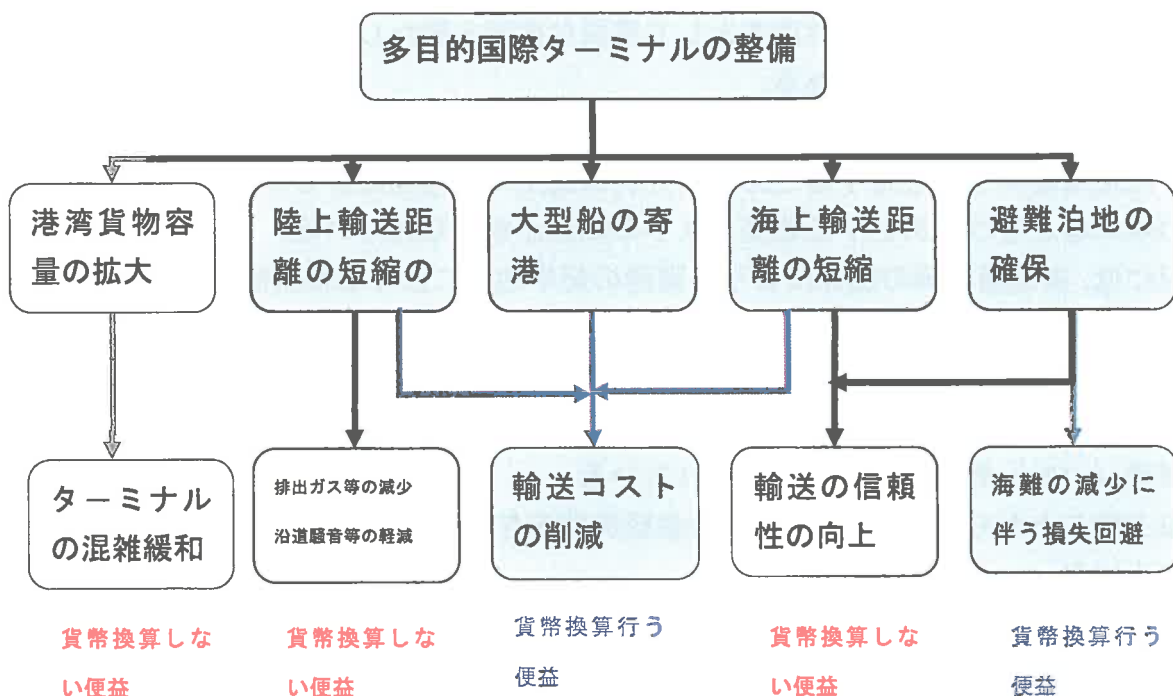 多目的国際ターミナルの整備
港湾貨物容
量の拡大
陸上輸送距
離の短縮の
大型船の寄
港
海上輸送距
離の短縮
避難泊地の
確保
ターミナル
の混雑緩和
排出ガス等の減少
沿道騒音等の軽減
輸送コスト
の削減
輸送の信頼
性の向上
海難の減少に
伴う損失回避
貨幣換算しな
い便益
貨幣換算しな
い便益
貨幣換算行う
便益
貨幣換算しな
い便益
貨幣換算行う
便益